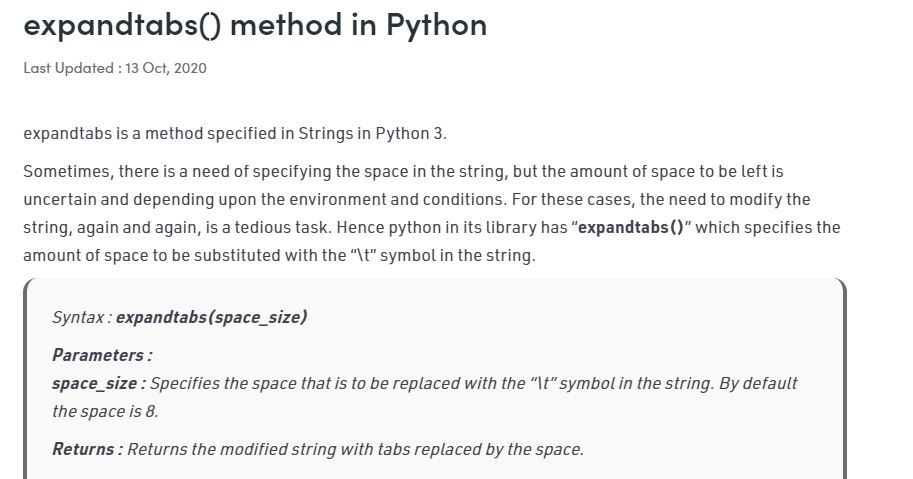 expandtabs() method in Python
Last Updated : 13 Oct, 2020
expandtabs is a method specified in Strings in Python 3.
Sometimes, there is a need of specifying the space in the string, but the amount of space to be left is
uncertain and depending upon the environment and conditions. For these cases, the need to modify the
string, again and again, is a tedious task. Hence python in its library has “expandtabs()” which specifies the
amount of space to be substituted with the “\t” symbol in the string.
Syntax : expandtabs(space_size)
Parameters :
space_size : Specifies the space that is to be replaced with the “\t” symbol in the string. By default
the space is 8.
Returns : Returns the modified string with tabs replaced by the space.